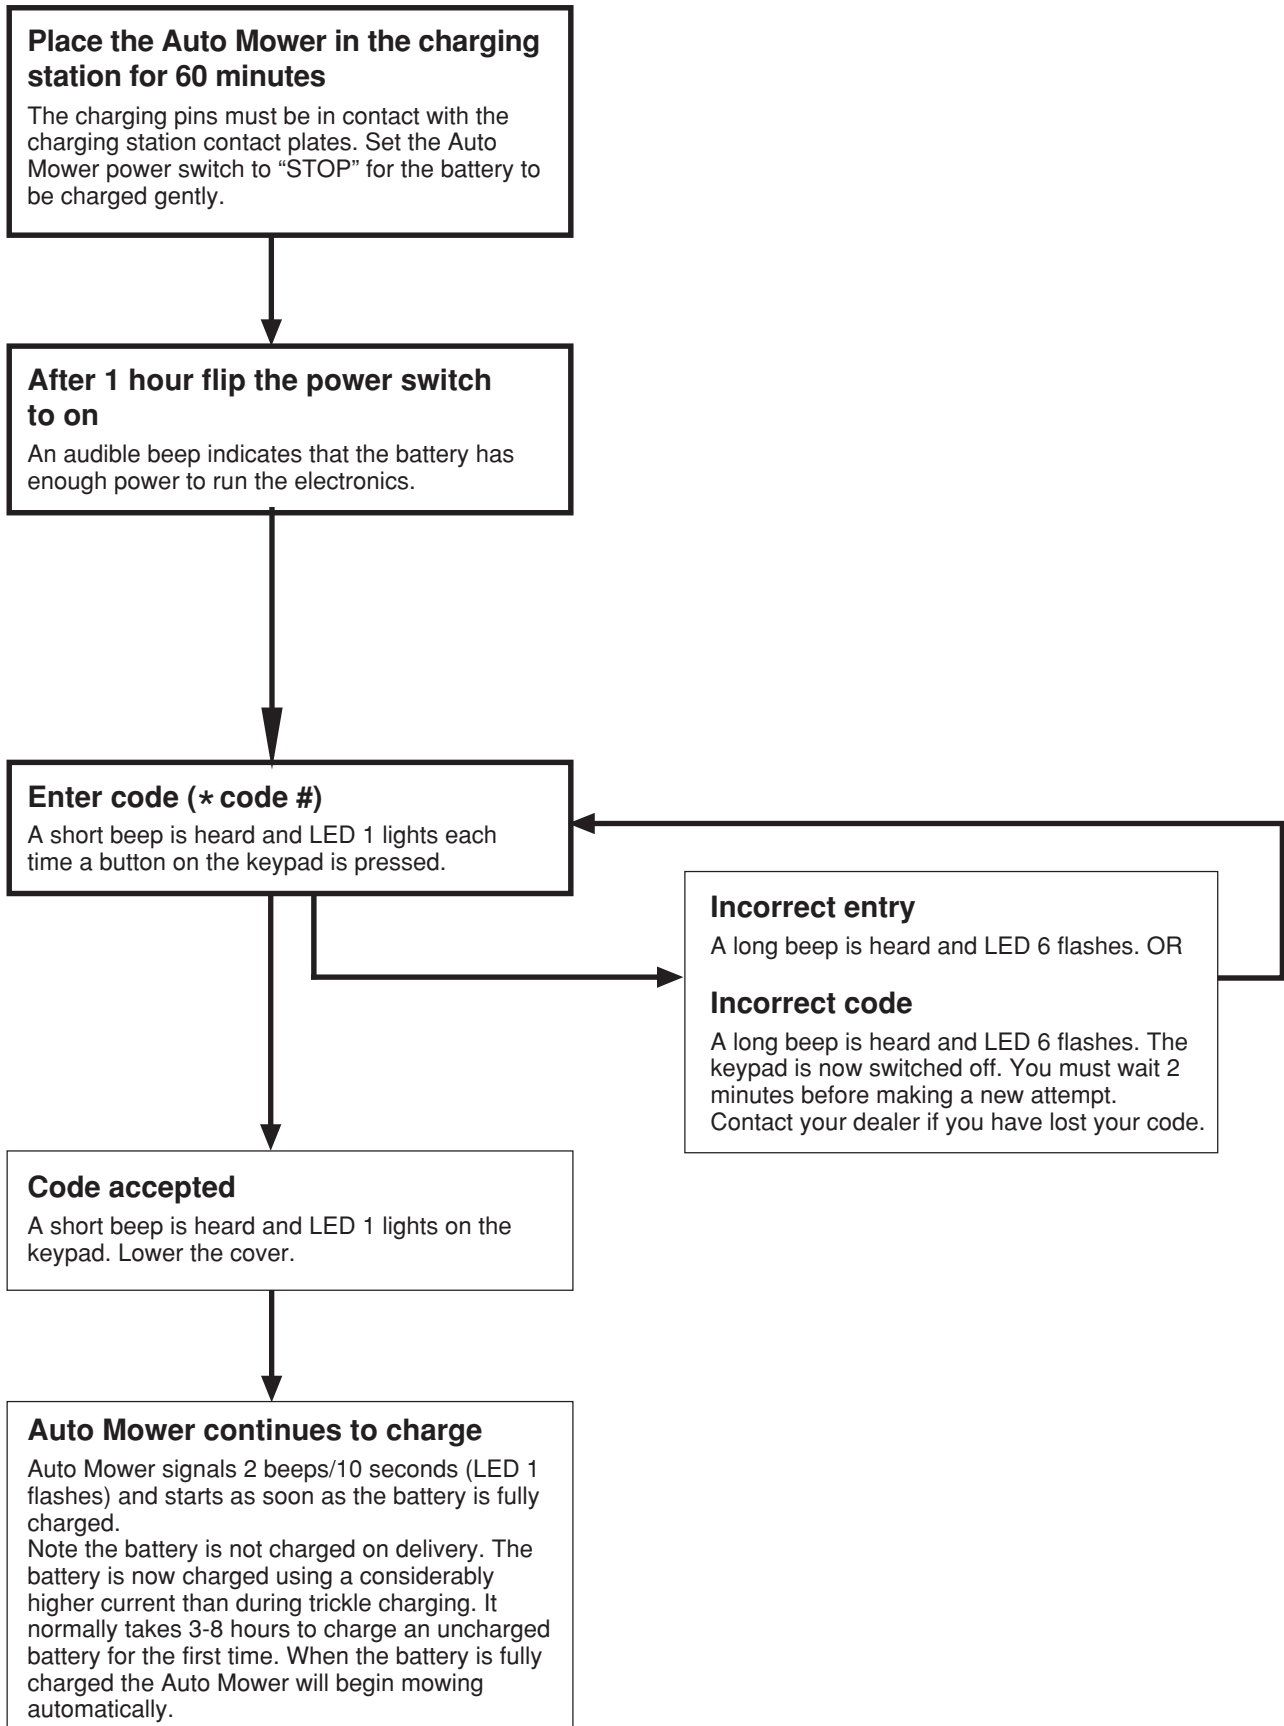 Place the Auto Mower in the charging
station for 60 minutes
The charging pins must be in contact with the
charging station contact plates. Set the Auto
Mower power switch to “STOP” for the battery to
be charged gently.
After 1 hour flip the power switch
to on
An audible beep indicates that the battery has
enough power to run the electronics.
Enter code (* code #)
A short beep is heard and LED 1 lights each
time a button on the keypad is pressed.
Incorrect entry
A long beep is heard and LED 6 flashes. OR
Incorrect code
A long beep is heard and LED 6 flashes. The
keypad is now switched off. You must wait 2
minutes before making a new attempt.
Contact your dealer if you have lost your code.
Code accepted
A short beep is heard and LED 1 lights on the
keypad. Lower the cover.
Auto Mower continues to charge
Auto Mower signals 2 beeps/10 seconds (LED 1
flashes) and starts as soon as the battery is fully
charged.
Note the battery is not charged on delivery. The
battery is now charged using a considerably
higher current than during trickle charging. It
normally takes 3-8 hours to charge an uncharged
battery for the first time. When the battery is fully
charged the Auto Mower will begin mowing
automatically.